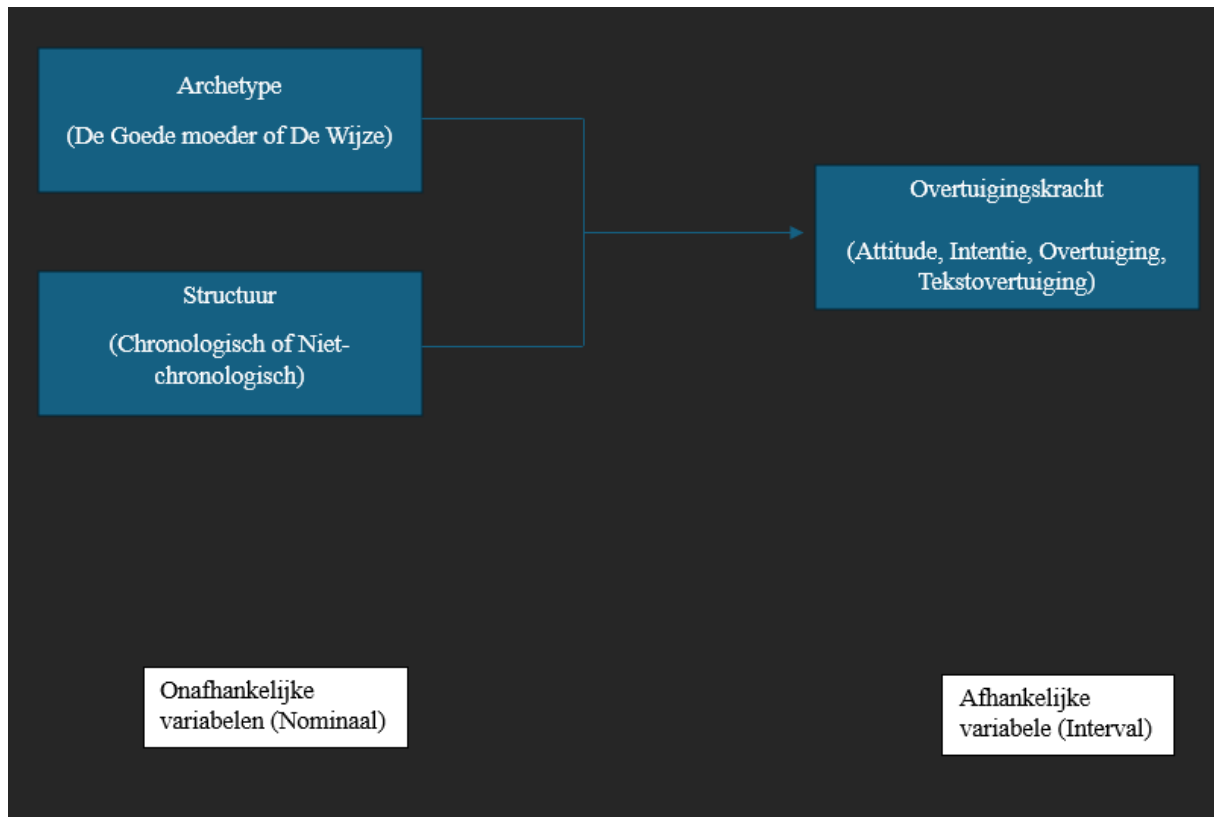 Archetype
(De Goede moeder of De Wijze)
Structuur
(Chronologisch of Niet-
chronologisch)
Overtuigingskracht
(Attitude, Intentie, Overtuiging,
Tekstovertuiging)
Onafhankelijke
variabelen (Nominaal)
Afhankelijke
variabele (Interval)